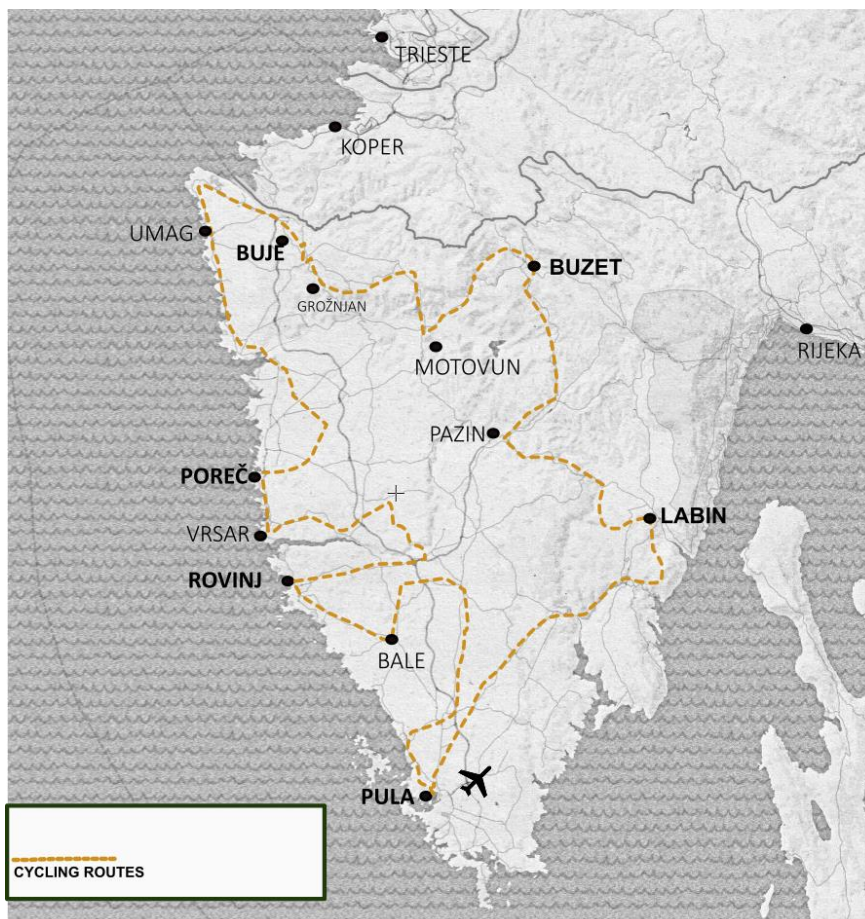 TRIESTE
KOPER
UMAG
BUJE
BUZET
GROŽNJAN
RIJEKA
MOTOVUN
PAZIN
POREČ
LABIN
VRSAR
ROVINJ
BALE
PULA
CYCLING ROUTES